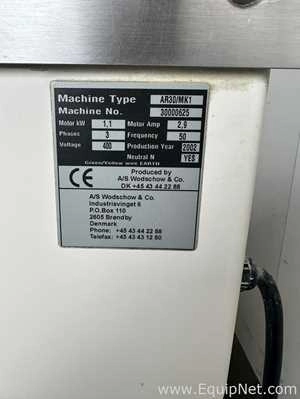 Machine Type AR30/MK1
Machine No. 30000625
Motor kW 1,1 Motor Amp 2,9
Phases 3 Frequency 50
Voltage 400 Production Year 2002
Neutral N YES
Green/Yellow wire EARTH
CE Produced by
A/S Wodschow & Co.
DK +45 43 44 22 88
A/S Wodschow & Co.
Industrisvinget 6
P.O. Box 110
2605 Brøndby
Denmark
Phone: +45 43 44 22 88
Telefax: +45 43 43 12 60
www.EquipNet.com